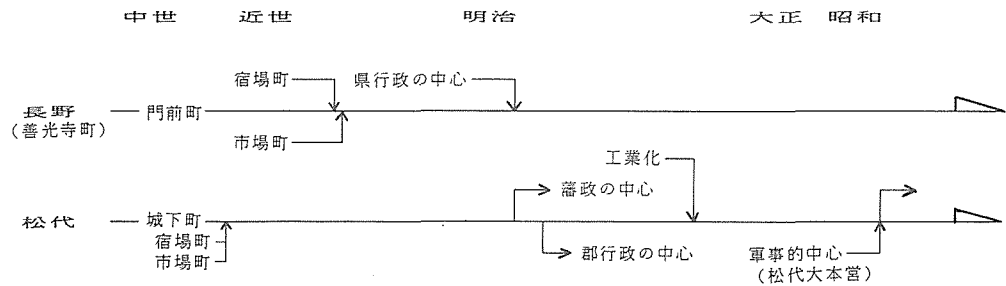 中世 近世 明治 大正 昭和
宿場町 県行政の中心
長野 門前町
(善光寺町)
市場町
工業化
藩政の中心
松代 城下町
宿場町
市場町
郡行政の中心 軍事的中心
(松代大本営)